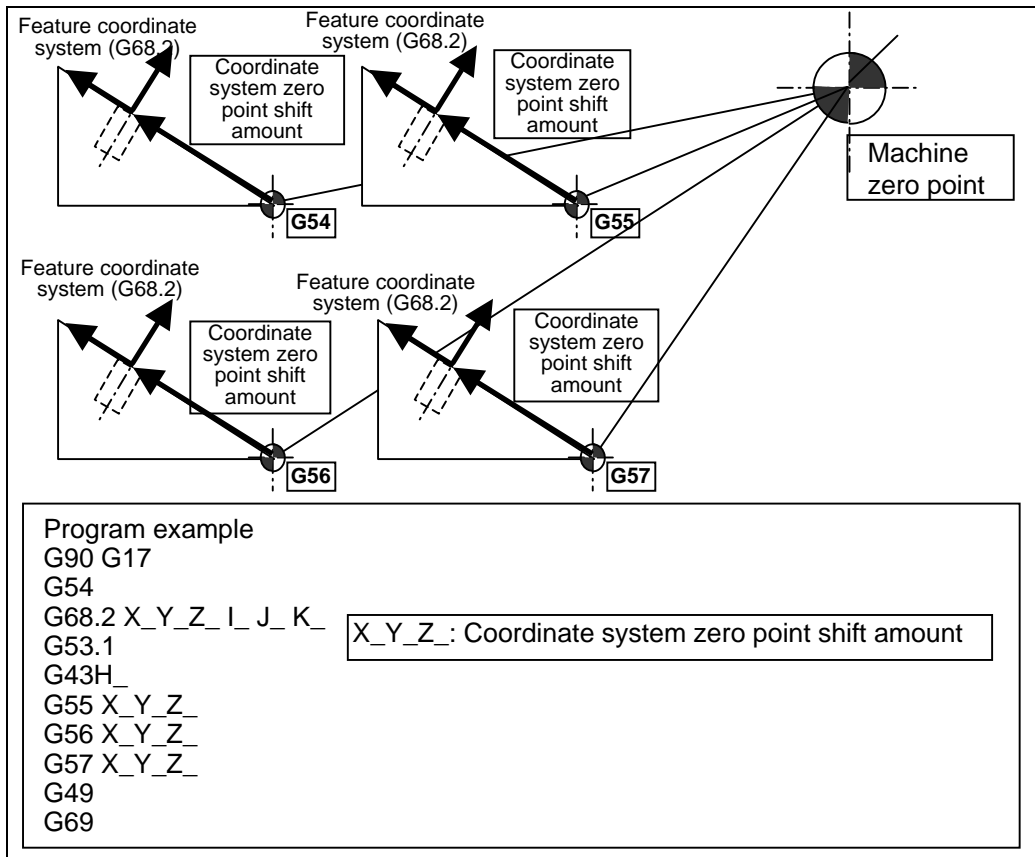 Feature coordinate
system (G68.2)
Coordinate
system zero
point shift
amount
G54
Feature coordinate
system (G68.2)
Coordinate
system zero
point shift
amount
G55
Machine
zero point
Feature coordinate
system (G68.2)
Coordinate
system zero
point shift
amount
G56
Feature coordinate
system (G68.2)
Coordinate
system zero
point shift
amount
G57
Program example
G90 G17
G54
G68.2 X_Y_Z_ I_ J_ K_
X_Y_Z_: Coordinate system zero point shift amount
G53.1
G43H_
G55 X_Y_Z_
G56 X_Y_Z_
G57 X_Y_Z_
G49
G69